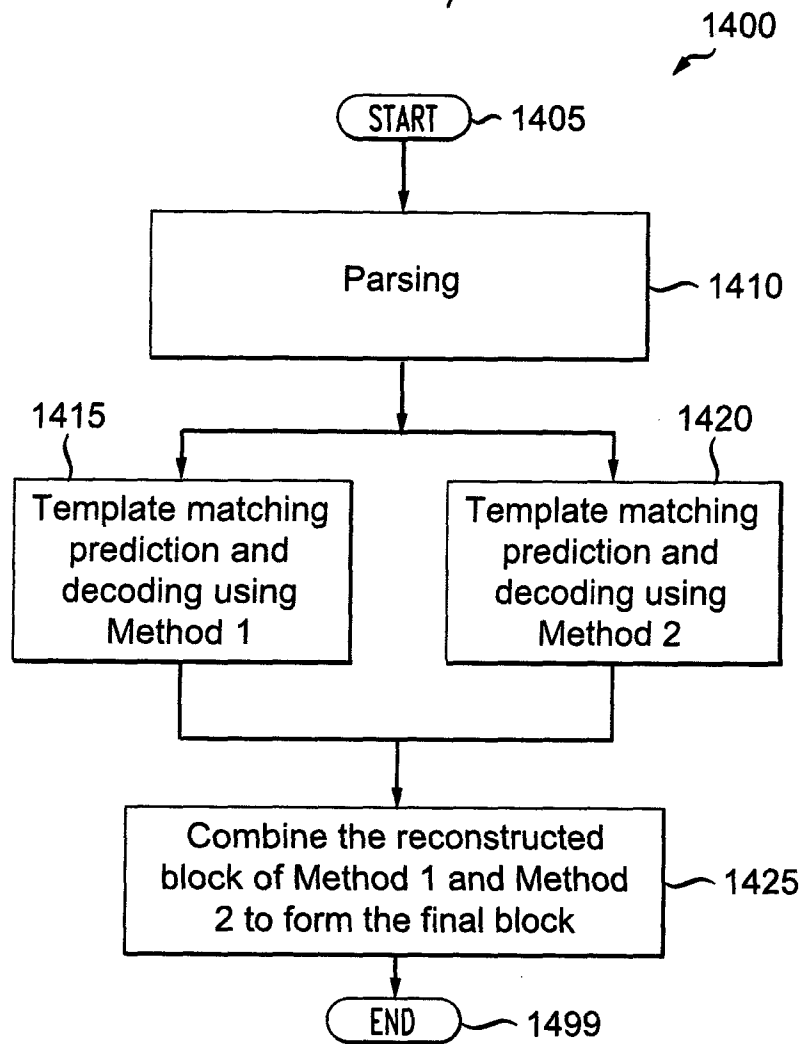 1400
START
1405
Parsing
1410
1415
1420
Template matching
prediction and
decoding using
Method 1
Template matching
prediction and
decoding using
Method 2
Combine the reconstructed
block of Method 1 and Method
2 to form the final block
1425
END
1499